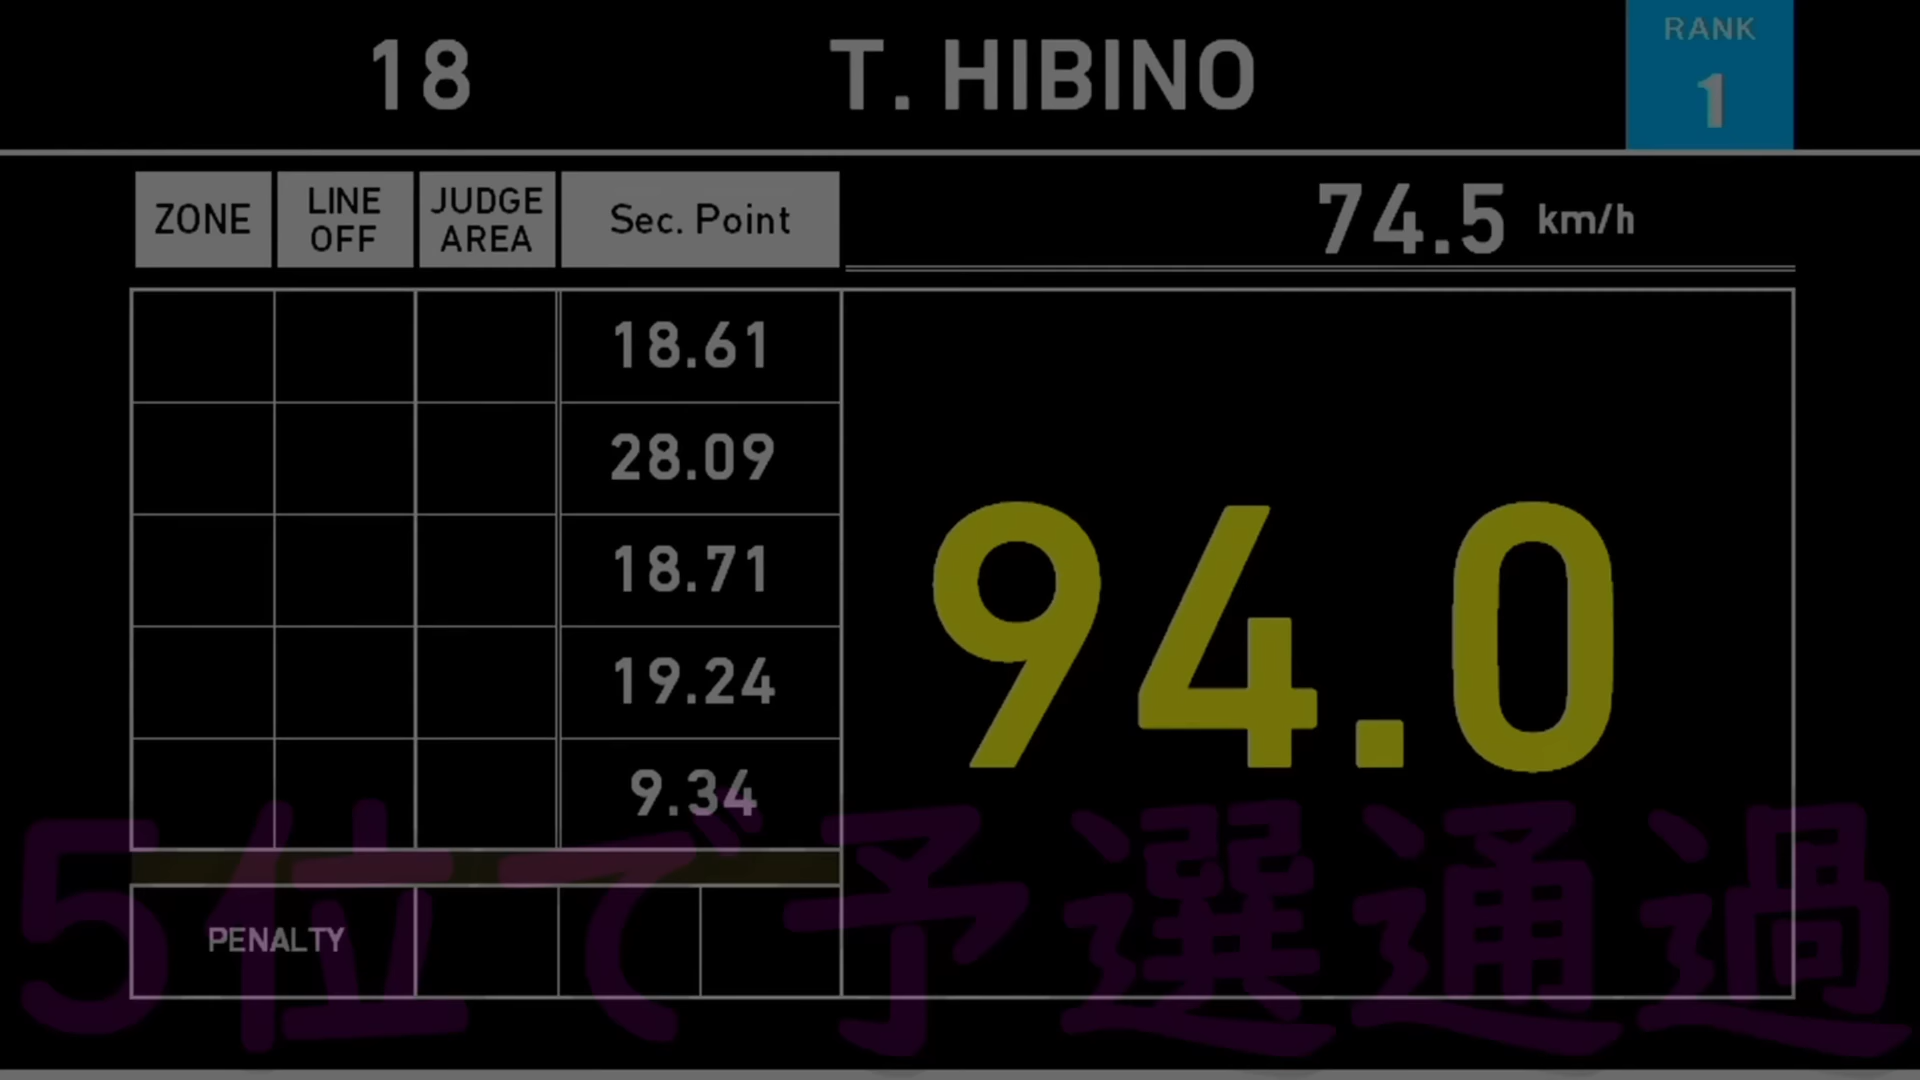 18 T. HIBINO
RANK
1
ZONE
LINE
OFF
JUDGE
AREA
Sec. Point
74.5 km/h
18.61
28.09
18.71
19.24
9.34
94.0
PENALTY
5位で予選通過